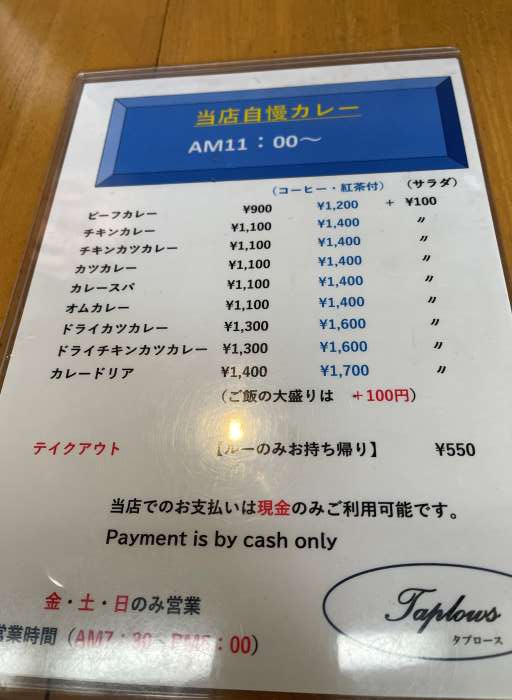 当店自慢カレー
AM11：00～
（コーヒー・紅茶付） （サラダ）
ビーフカレー ¥900 ¥1,200 + ¥100
チキンカレー ¥1,100 ¥1,400 〃
チキンカツカレー ¥1,100 ¥1,400 〃
カツカレー ¥1,100 ¥1,400 〃
カレースパ ¥1,100 ¥1,400 〃
オムカレー ¥1,100 ¥1,400 〃
ドライカツカレー ¥1,300 ¥1,600 〃
ドライチキンカツカレー ¥1,300 ¥1,600 〃
カレードリア ¥1,400 ¥1,700 〃
（ご飯の大盛りは +100円）
テイクアウト 【ルーのみお持ち帰り】 ¥550
当店でのお支払いは現金のみご利用可能です。
Payment is by cash only
金・土・日のみ営業
営業時間（AM7：30～PM5：00）
Taplows
タプロース